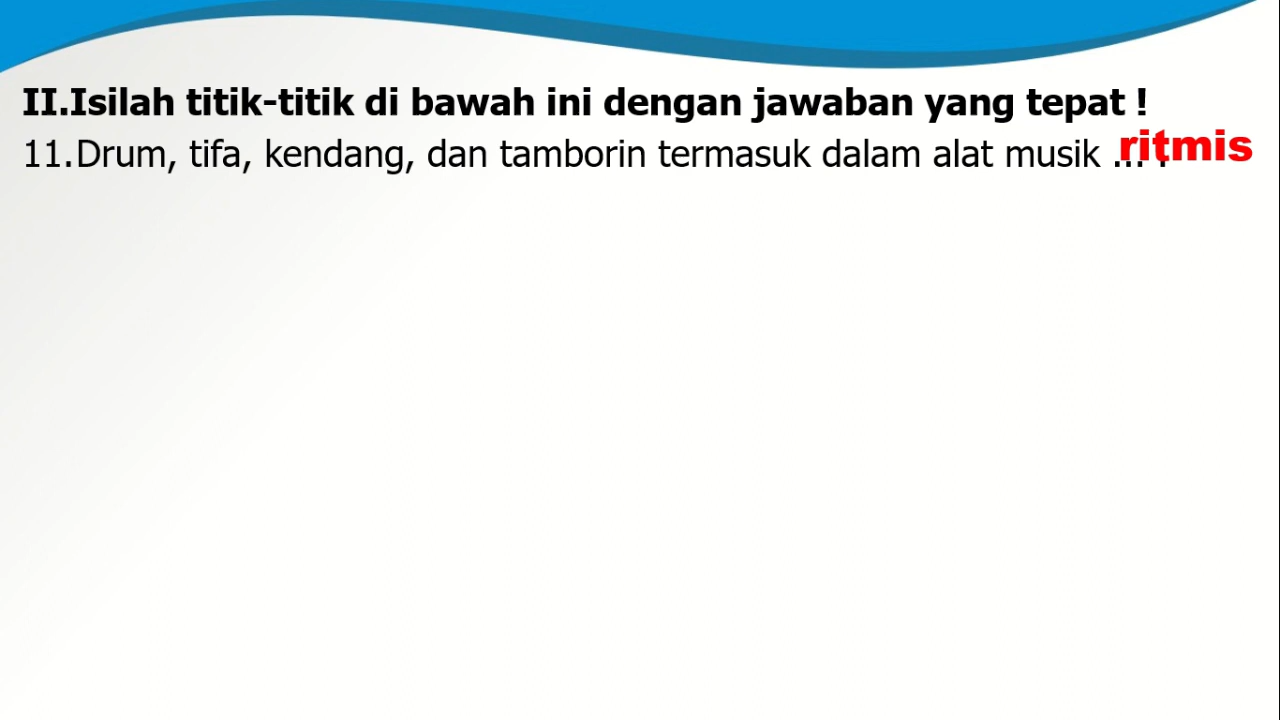 II.Isilah titik-titik di bawah ini dengan jawaban yang tepat !
11.Drum, tifa, kendang, dan tamborin termasuk dalam alat musik ... . ritmis